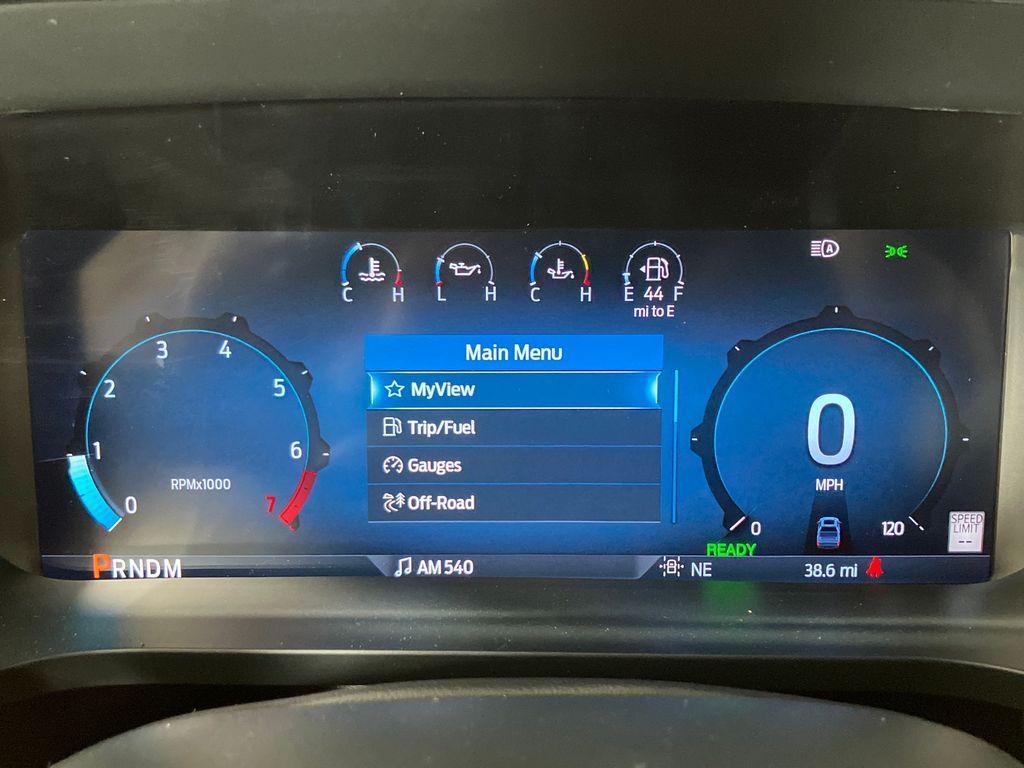 A
C H
L H
C H
E 44 F
mi to E
Main Menu
MyView
Trip/Fuel
Gauges
Off-Road
0
1
2
3
4
5
6
7
RPMx1000
0
MPH
0
120
SPEED
LIMIT
--
READY
PRNDM
AM 540
NE
38.6 mi